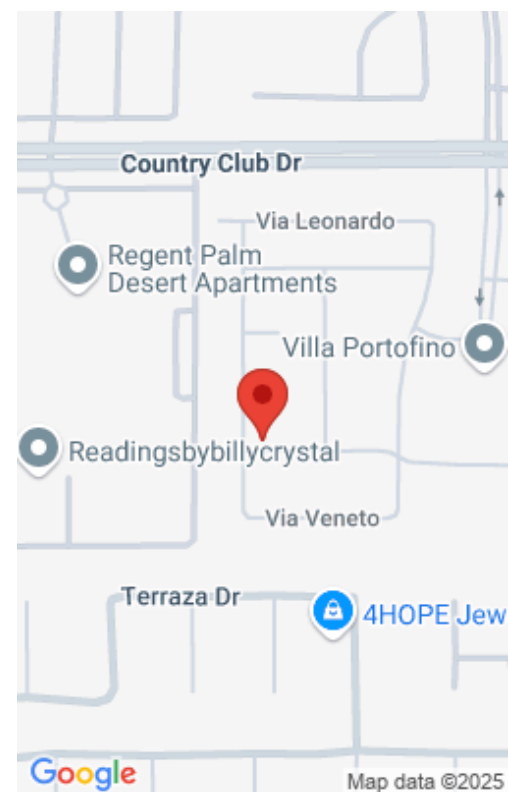 Country Club Dr
Via Leonardo
Regent Palm
Desert Apartments
Villa Portofino
Readingsbybillycrystal
Via Veneto
Terraza Dr
4HOPE Jew
Google
Map data ©2025